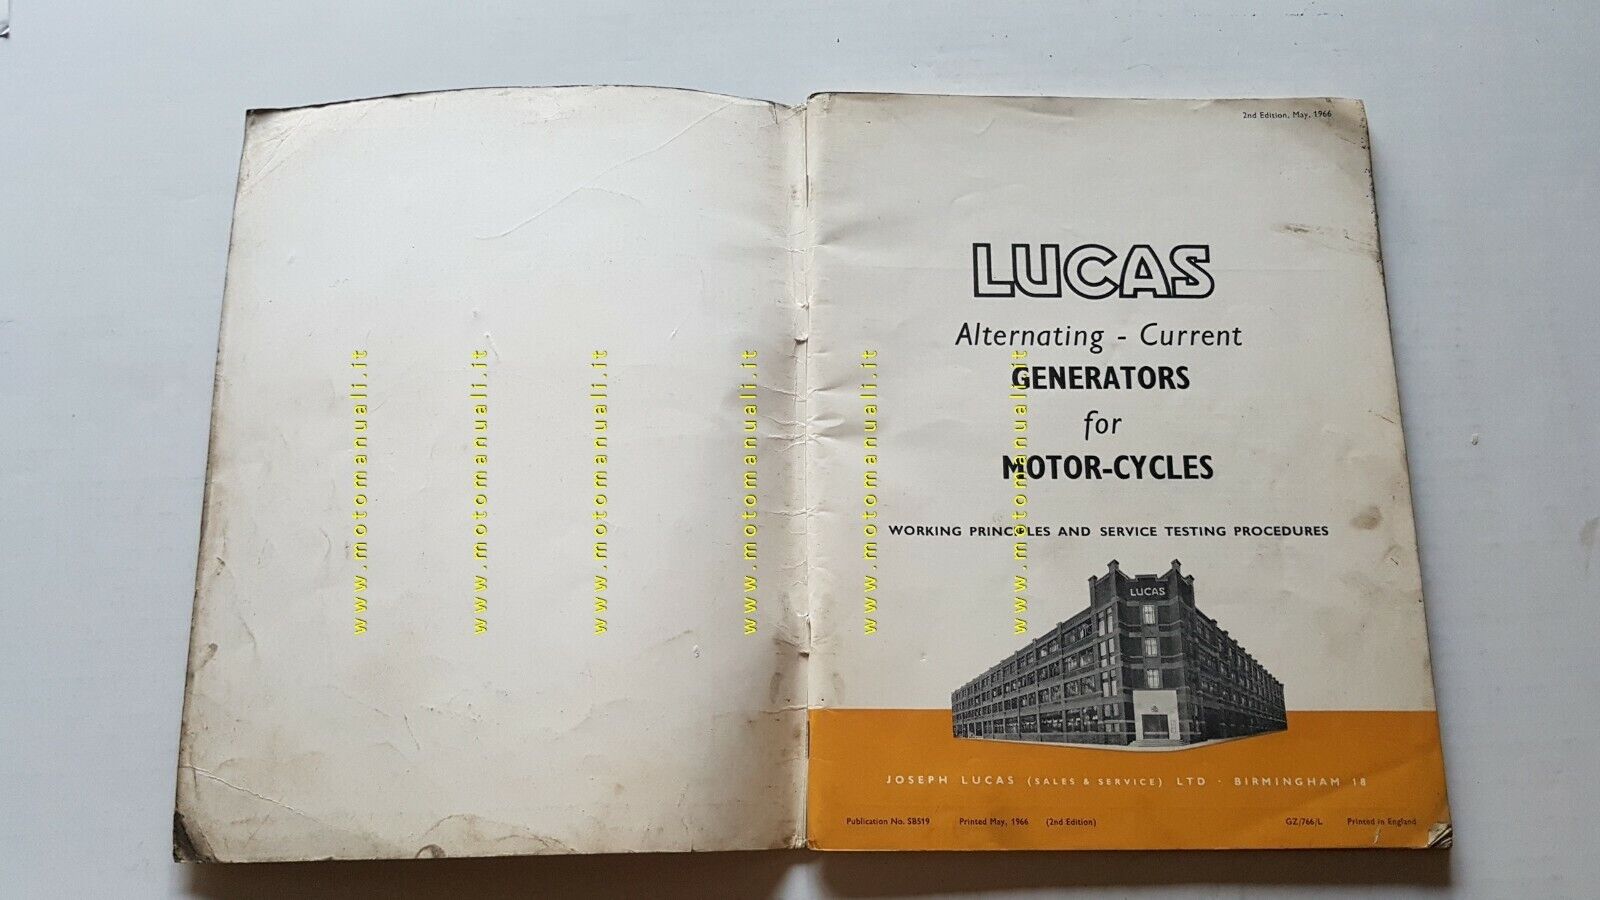 www.motomanuali.it
www.motomanuali.it
www.motomanuali.it
www.motomanuali.it
www.motomanuali.it
www.motomanuali.it
2nd Edition, May, 1966
LUCAS
Alternating - Current
GENERATORS
for
MOTOR-CYCLES
WORKING PRINCIPLES AND SERVICE TESTING PROCEDURES
LUCAS
JOSEPH LUCAS (SALES & SERVICE) LTD · BIRMINGHAM 18
Publication No. SB519 Printed May, 1966 (2nd Edition) GZ/766/L Printed in England